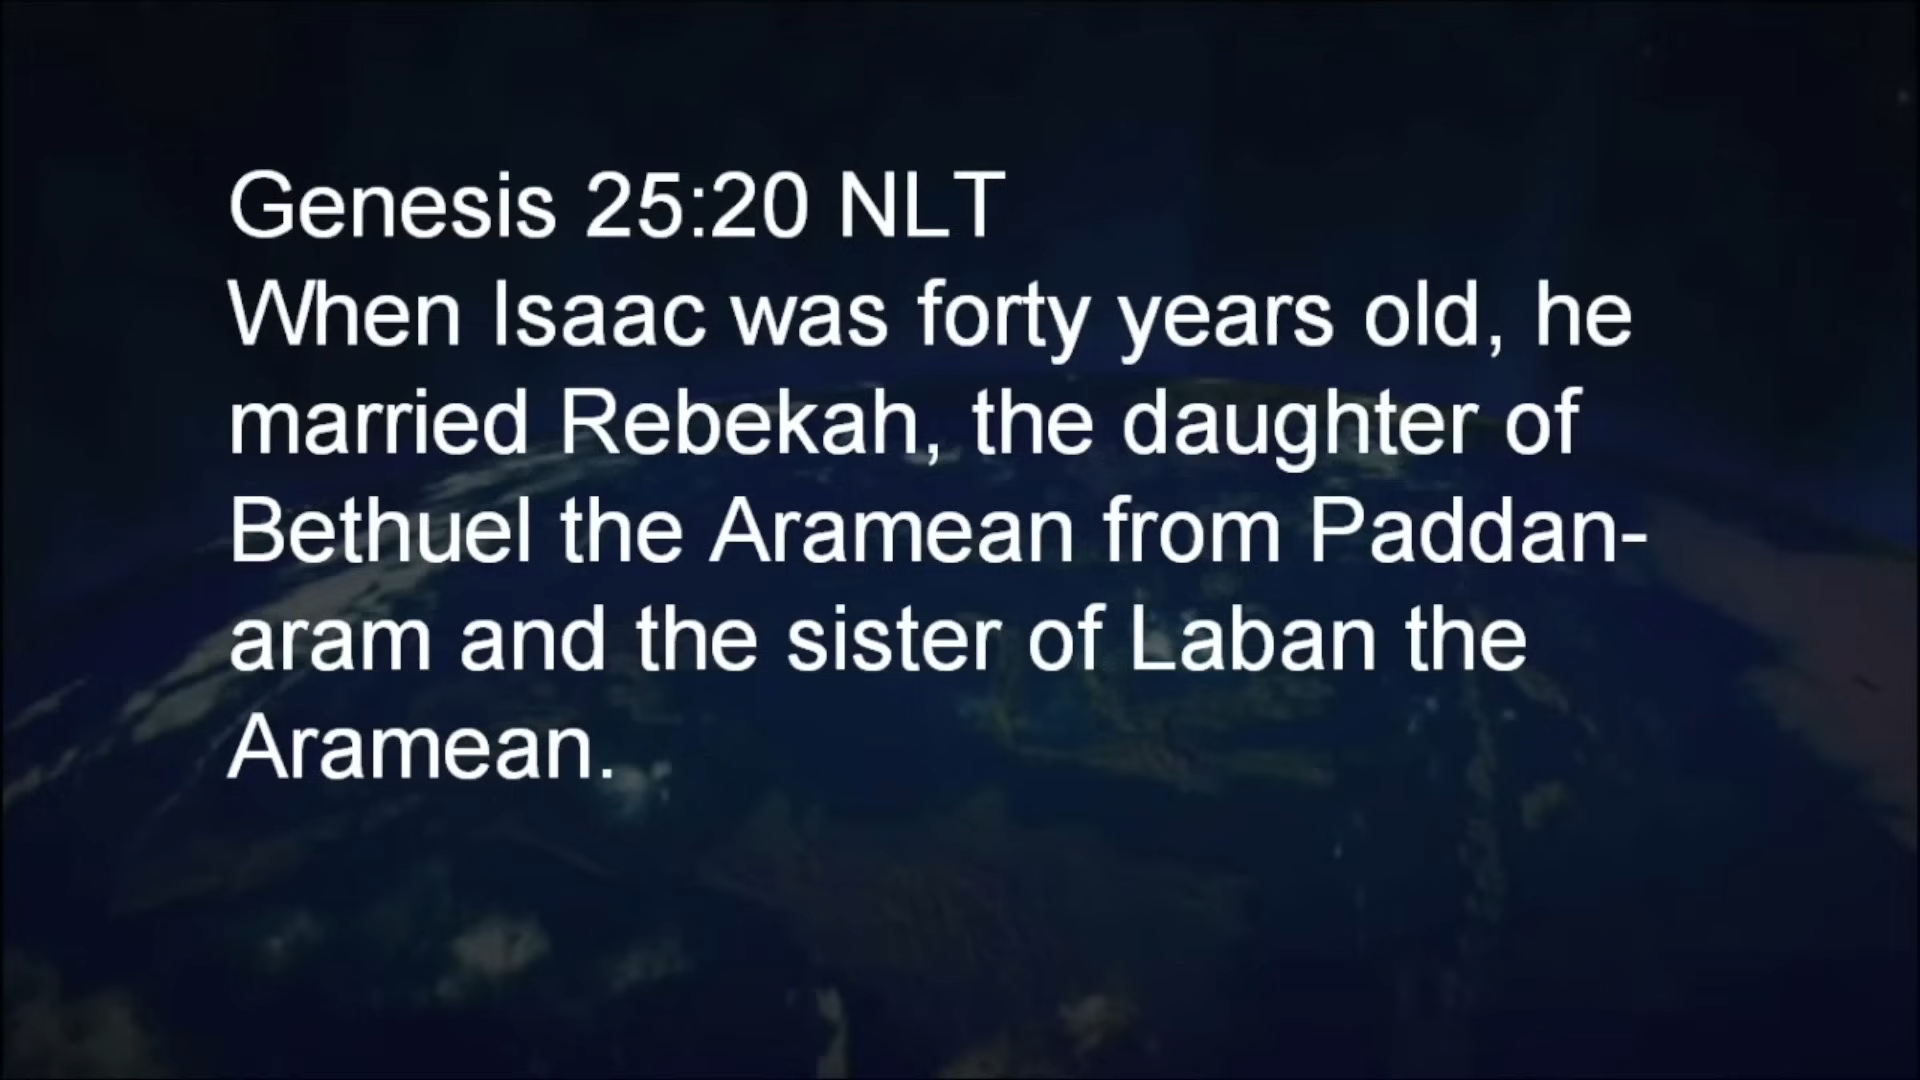 Genesis 25:20 NLT
When Isaac was forty years old, he
married Rebekah, the daughter of
Bethuel the Aramean from Paddan-
aram and the sister of Laban the
Aramean.